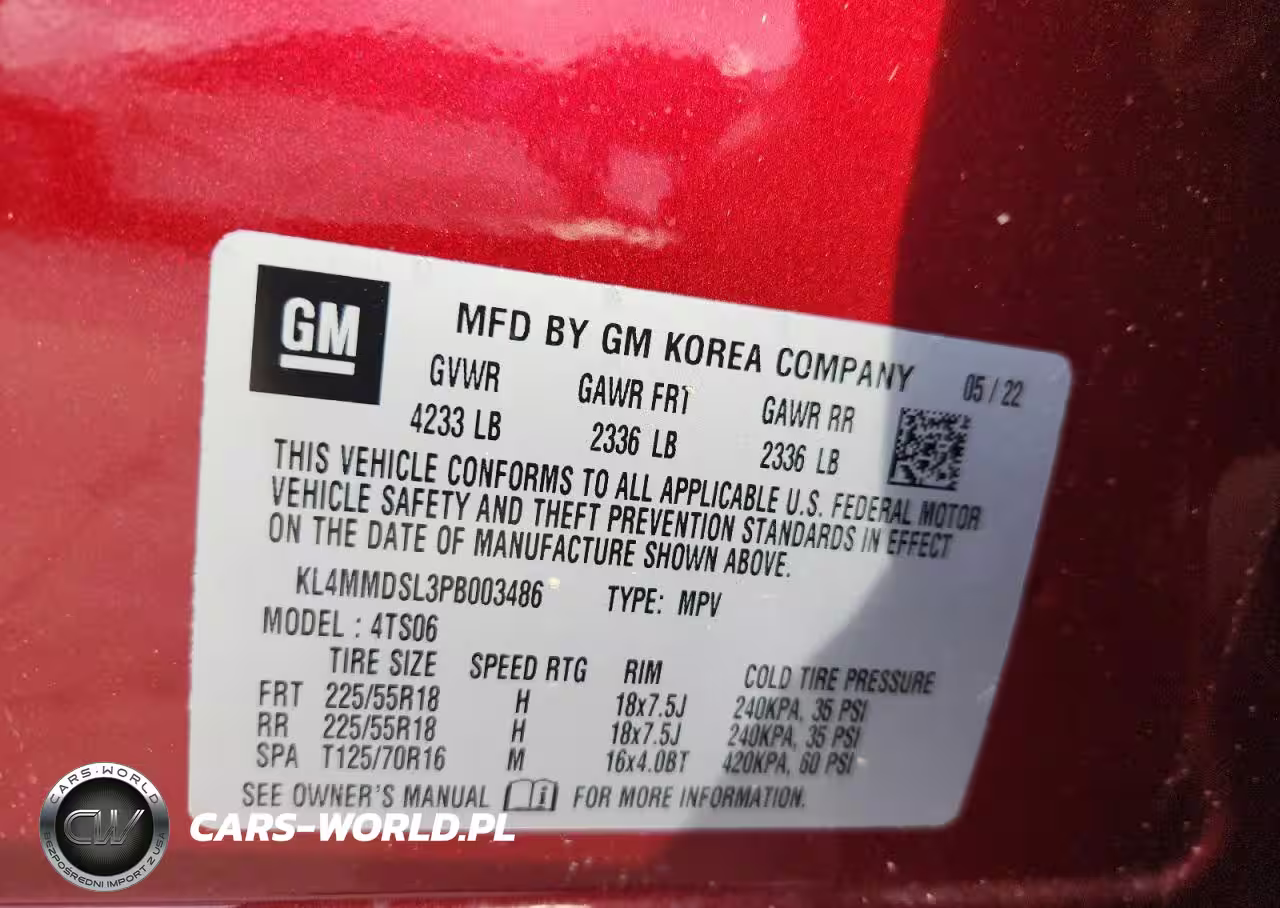 GM
MFD BY GM KOREA COMPANY 05 / 22
GVWR GAWR FRT GAWR RR
4233 LB 2336 LB 2336 LB
THIS VEHICLE CONFORMS TO ALL APPLICABLE U.S. FEDERAL MOTOR
VEHICLE SAFETY AND THEFT PREVENTION STANDARDS IN EFFECT
ON THE DATE OF MANUFACTURE SHOWN ABOVE.
KL4MMDSL3PB003486 TYPE: MPV
MODEL : 4TS06
TIRE SIZE SPEED RTG RIM COLD TIRE PRESSURE
FRT 225/55R18 H 18x7.5J 240KPA, 35 PSI
RR 225/55R18 H 18x7.5J 240KPA, 35 PSI
SPA T125/70R16 M 16x4.0BT 420KPA, 60 PSI
SEE OWNER'S MANUAL i FOR MORE INFORMATION.
CARS-WORLD
CW
BEZPOŚREDNI IMPORT Z USA
CARS-WORLD.PL